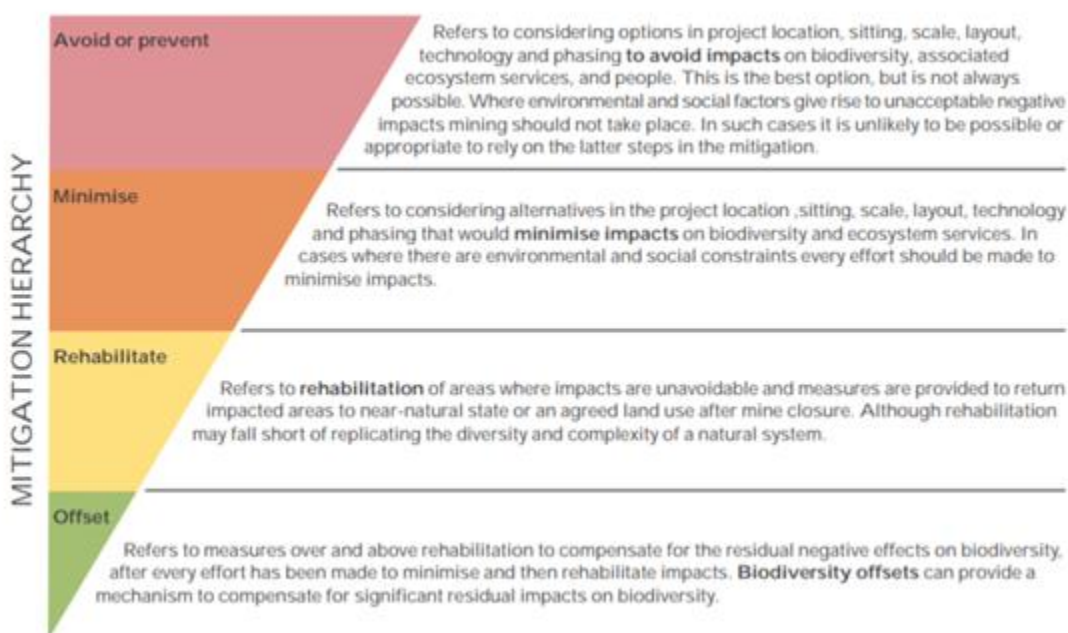 MITIGATION HIERARCHY
Avoid or prevent
Refers to considering options in project location, sitting, scale, layout,
technology and phasing to avoid impacts on biodiversity, associated
ecosystem services, and people. This is the best option, but is not always
possible. Where environmental and social factors give rise to unacceptable negative
impacts mining should not take place. In such cases it is unlikely to be possible or
appropriate to rely on the latter steps in the mitigation.
Minimise
Refers to considering alternatives in the project location ,sitting, scale, layout, technology
and phasing that would minimise impacts on biodiversity and ecosystem services. In
cases where there are environmental and social constraints every effort should be made to
minimise impacts.
Rehabilitate
Refers to rehabilitation of areas where impacts are unavoidable and measures are provided to return
impacted areas to near-natural state or an agreed land use after mine closure. Although rehabilitation
may fall short of replicating the diversity and complexity of a natural system.
Offset
Refers to measures over and above rehabilitation to compensate for the residual negative effects on biodiversity,
after every effort has been made to minimise and then rehabilitate impacts. Biodiversity offsets can provide a
mechanism to compensate for significant residual impacts on biodiversity.